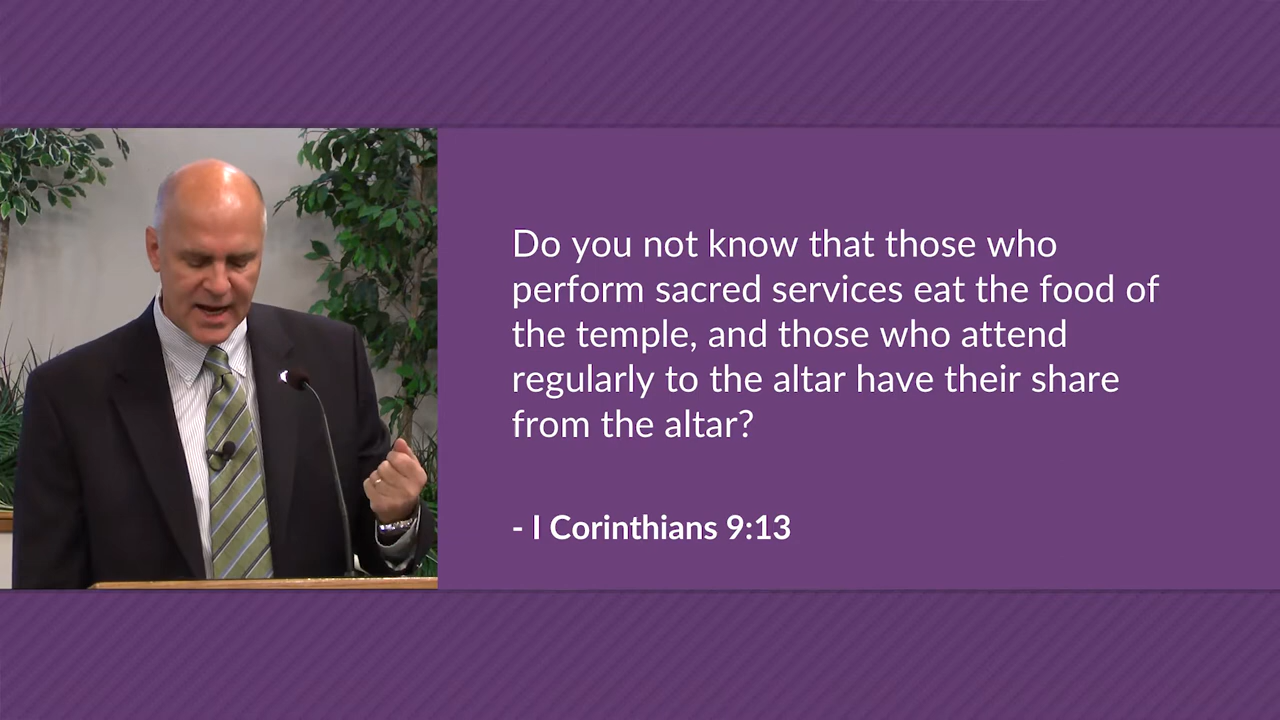 Do you not know that those who
perform sacred services eat the food of
the temple, and those who attend
regularly to the altar have their share
from the altar?
- I Corinthians 9:13